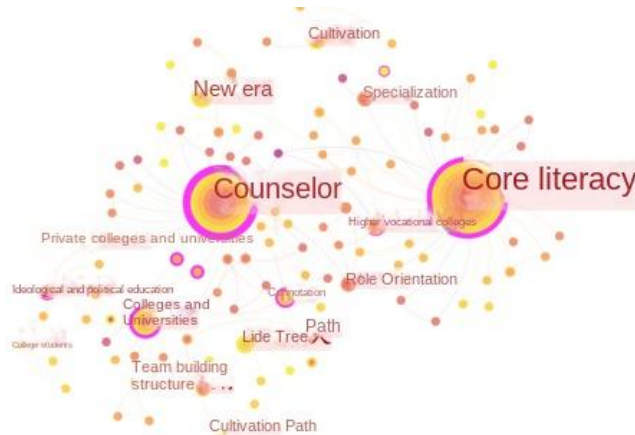 Cultivation
New era
Specialization
Counselor
Core literacy
Higher vocational colleges
Private colleges and universities
Role Orientation
Ideological and political education
Connotation
Colleges and
Universities
Path
Lide Tree
人
College students
Team building
structure
Cultivation Path